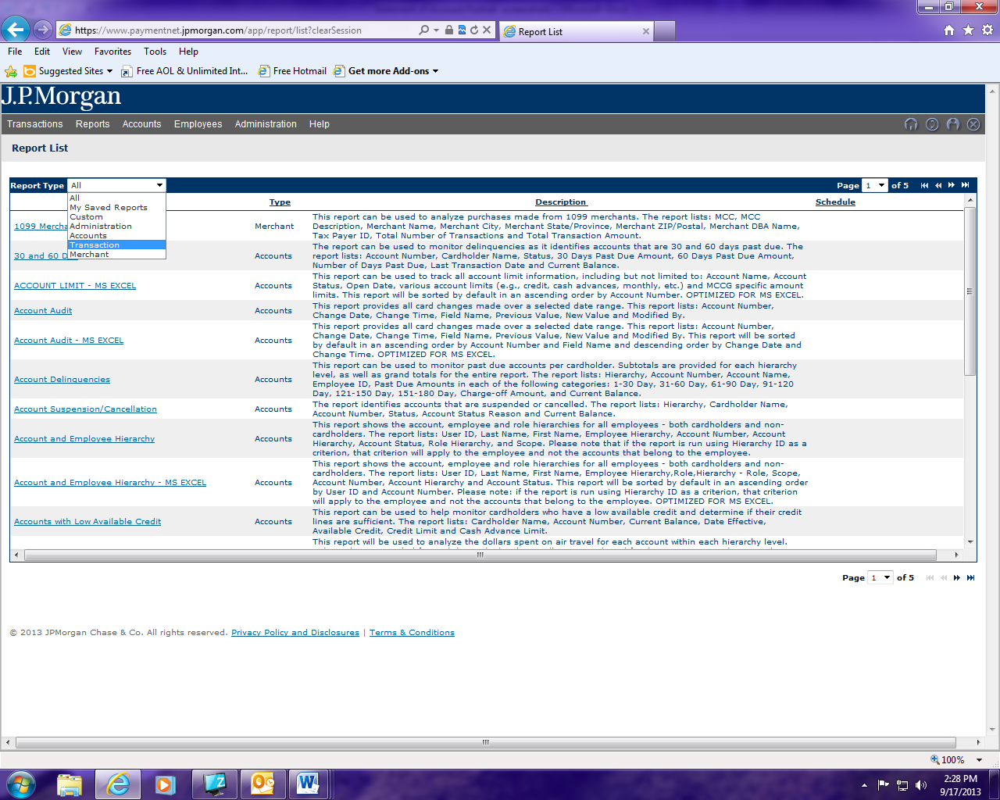 https://www.paymentnet.jpmorgan.com/app/report/list?clearSession
Report List
File Edit View Favorites Tools Help
Suggested Sites Free AOL & Unlimited Int... Free Hotmail Get more Add-ons
J.P.Morgan
Transactions Reports Accounts Employees Administration Help
Report List
Report Type All Page 1 of 5
All
My Saved Reports
Custom
Administration
Accounts
Transaction
Merchant
Type Description Schedule
1099 Mercha Merchant
This report can be used to analyze purchases made from 1099 merchants. The report lists: MCC, MCC
Description, Merchant Name, Merchant City, Merchant State/Province, Merchant ZIP/Postal, Merchant DBA Name,
Tax Payer ID, Total Number of Transactions and Total Transaction Amount.
30 and 60 D Accounts
The report can be used to monitor delinquencies as it identifies accounts that are 30 and 60 days past due. The
report lists: Account Number, Cardholder Name, Status, 30 Days Past Due Amount, 60 Days Past Due Amount,
Number of Days Past Due, Last Transaction Date and Current Balance.
ACCOUNT LIMIT - MS EXCEL Accounts
This report can be used to track all account limit information, including but not limited to: Account Name, Account
Status, Open Date, various account limits (e.g., credit, cash advances, monthly, etc.) and MCCG specific amount
limits. This report will be sorted by default in an ascending order by Account Number. OPTIMIZED FOR MS EXCEL.
Account Audit Accounts
This report provides all card changes made over a selected date range. This report lists: Account Number,
Change Date, Change Time, Field Name, Previous Value, New Value and Modified By.
Account Audit - MS EXCEL Accounts
This report provides all card changes made over a selected date range. This report lists: Account Number,
Change Date, Change Time, Field Name, Previous Value, New Value and Modified By. This report will be sorted
by default in an ascending order by Account Number and Field Name and descending order by Change Date and
Change Time. OPTIMIZED FOR MS EXCEL.
Account Delinquencies Accounts
This report can be used to monitor past due accounts per cardholder. Subtotals are provided for each hierarchy
level, as well as grand totals for the entire report. The report lists: Hierarchy, Account Number, Account Name,
Employee ID, Past Due Amounts in each of the following categories: 1-30 Day, 31-60 Day, 61-90 Day, 91-120
Day, 121-150 Day, 151-180 Day, Charge-off Amount, and Current Balance.
Account Suspension/Cancellation Accounts
The report identifies accounts that are suspended or cancelled. The report lists: Hierarchy, Cardholder Name,
Account Number, Status, Account Status Reason and Current Balance.
Account and Employee Hierarchy Accounts
This report shows the account, employee and role hierarchies for all employees - both cardholders and non-
cardholders. The report lists: User ID, Last Name, First Name, Employee Hierarchy, Account Number, Account
Hierarchy, Account Status, Role Hierarchy, and Scope. Please note that if the report is run using Hierarchy ID as a
criterion, that criterion will apply to the employee and not the accounts that belong to the employee.
Account and Employee Hierarchy - MS EXCEL Accounts
This report shows the account, employee and role hierarchies for all employees - both cardholders and non-
cardholders. The report lists: User ID, Last Name, First Name, Employee Hierarchy,Role,Hierarchy - Role, Scope,
Account Number, Account Hierarchy and Account Status. This report will be sorted by default in an ascending order
by User ID and Account Number. Please note: if the report is run using Hierarchy ID as a criterion, that criterion
will apply to the employee and not the accounts that belong to the employee. OPTIMIZED FOR MS EXCEL.
Accounts with Low Available Credit Accounts
This report can be used to help monitor cardholders who have a low available credit and determine if their credit
lines are sufficient. The report lists: Cardholder Name, Account Number, Current Balance, Date Effective,
Available Credit, Credit Limit and Cash Advance Limit.
This report will be used to analyze the dollars spent on air travel for each account within each hierarchy level.
Page 1 of 5
© 2013 JPMorgan Chase & Co. All rights reserved. Privacy Policy and Disclosures | Terms & Conditions
100%
2:28 PM
9/17/2013